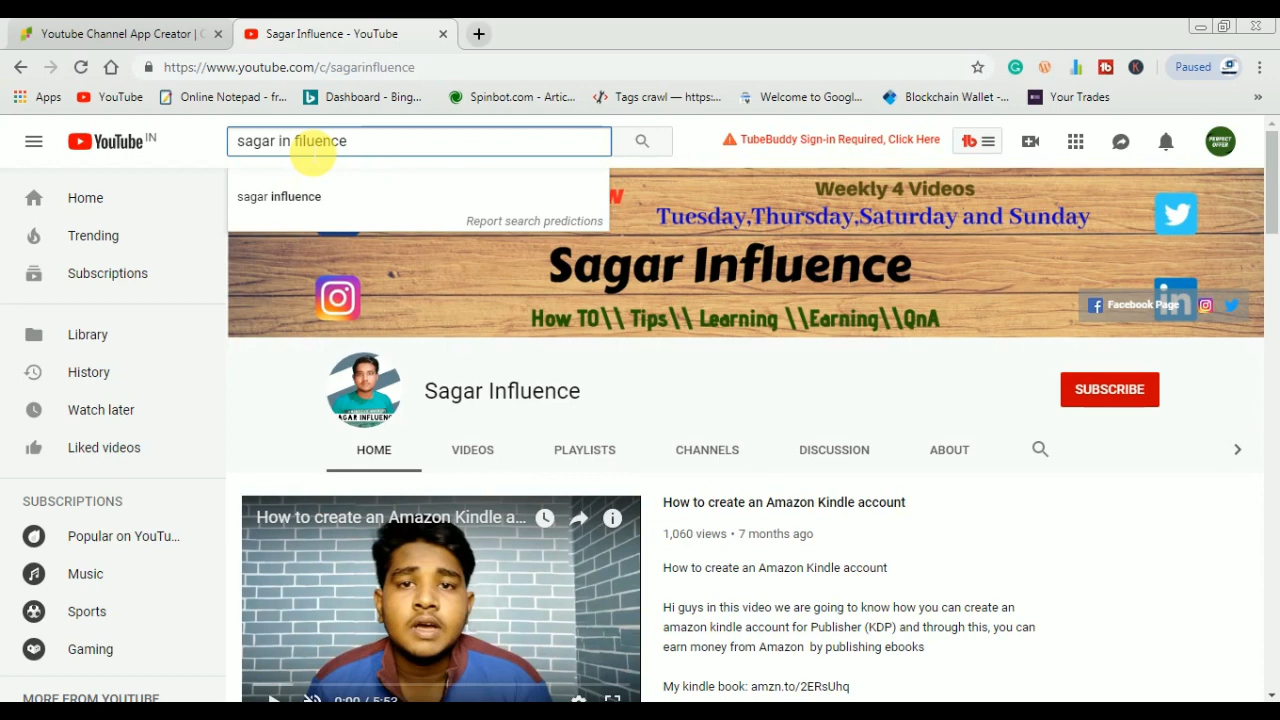 Youtube Channel App Creator |
Sagar Influence - YouTube
https://www.youtube.com/c/sagarinfluence
Paused
Apps
YouTube
Online Notepad - fr...
Dashboard - Bing...
Spinbot.com - Artic...
Tags crawl — https:...
Welcome to Googl...
Blockchain Wallet -...
Your Trades
»
YouTube IN
sagar in filuence
TubeBuddy Sign-in Required, Click Here
tb
PERFECT OFFER
sagar influence
Report search predictions
Weekly 4 Videos
Tuesday,Thursday,Saturday and Sunday
Sagar Influence
How TO\\ Tips\\ Learning \\Earning\\QnA
Facebook Page
Home
Trending
Subscriptions
Library
History
Watch later
Liked videos
SUBSCRIPTIONS
Popular on YouTu...
Music
Sports
Gaming
MORE FROM YOUTUBE
Sagar Influence
SUBSCRIBE
HOME
VIDEOS
PLAYLISTS
CHANNELS
DISCUSSION
ABOUT
How to create an Amazon Kindle a...
0:00 / 5:53
How to create an Amazon Kindle account
1,060 views • 7 months ago
How to create an Amazon Kindle account
Hi guys in this video we are going to know how you can create an
amazon kindle account for Publisher (KDP) and through this, you can
earn money from Amazon by publishing ebooks
My kindle book: amzn.to/2ERsUhq